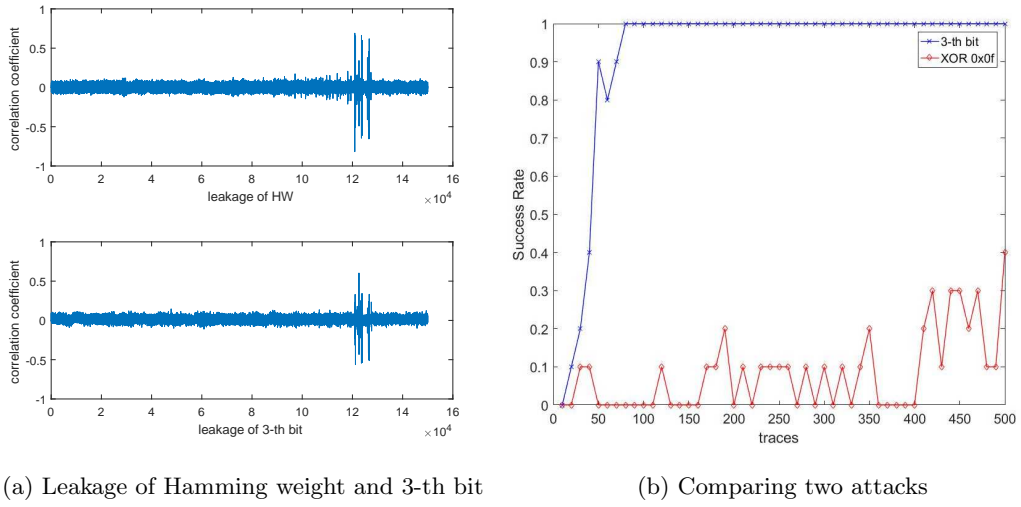 1
0.5
0
-0.5
-1
correlation coefficient
0 2 4 6 8 10 12 14 16
leakage of HW
×10^4
1
0.5
0
-0.5
-1
correlation coefficient
0 2 4 6 8 10 12 14 16
leakage of 3-th bit
×10^4
(a) Leakage of Hamming weight and 3-th bit
1
0.9
0.8
0.7
0.6
0.5
0.4
0.3
0.2
0.1
0
Success Rate
3-th bit
XOR 0x0f
0 50 100 150 200 250 300 350 400 450 500
traces
(b) Comparing two attacks